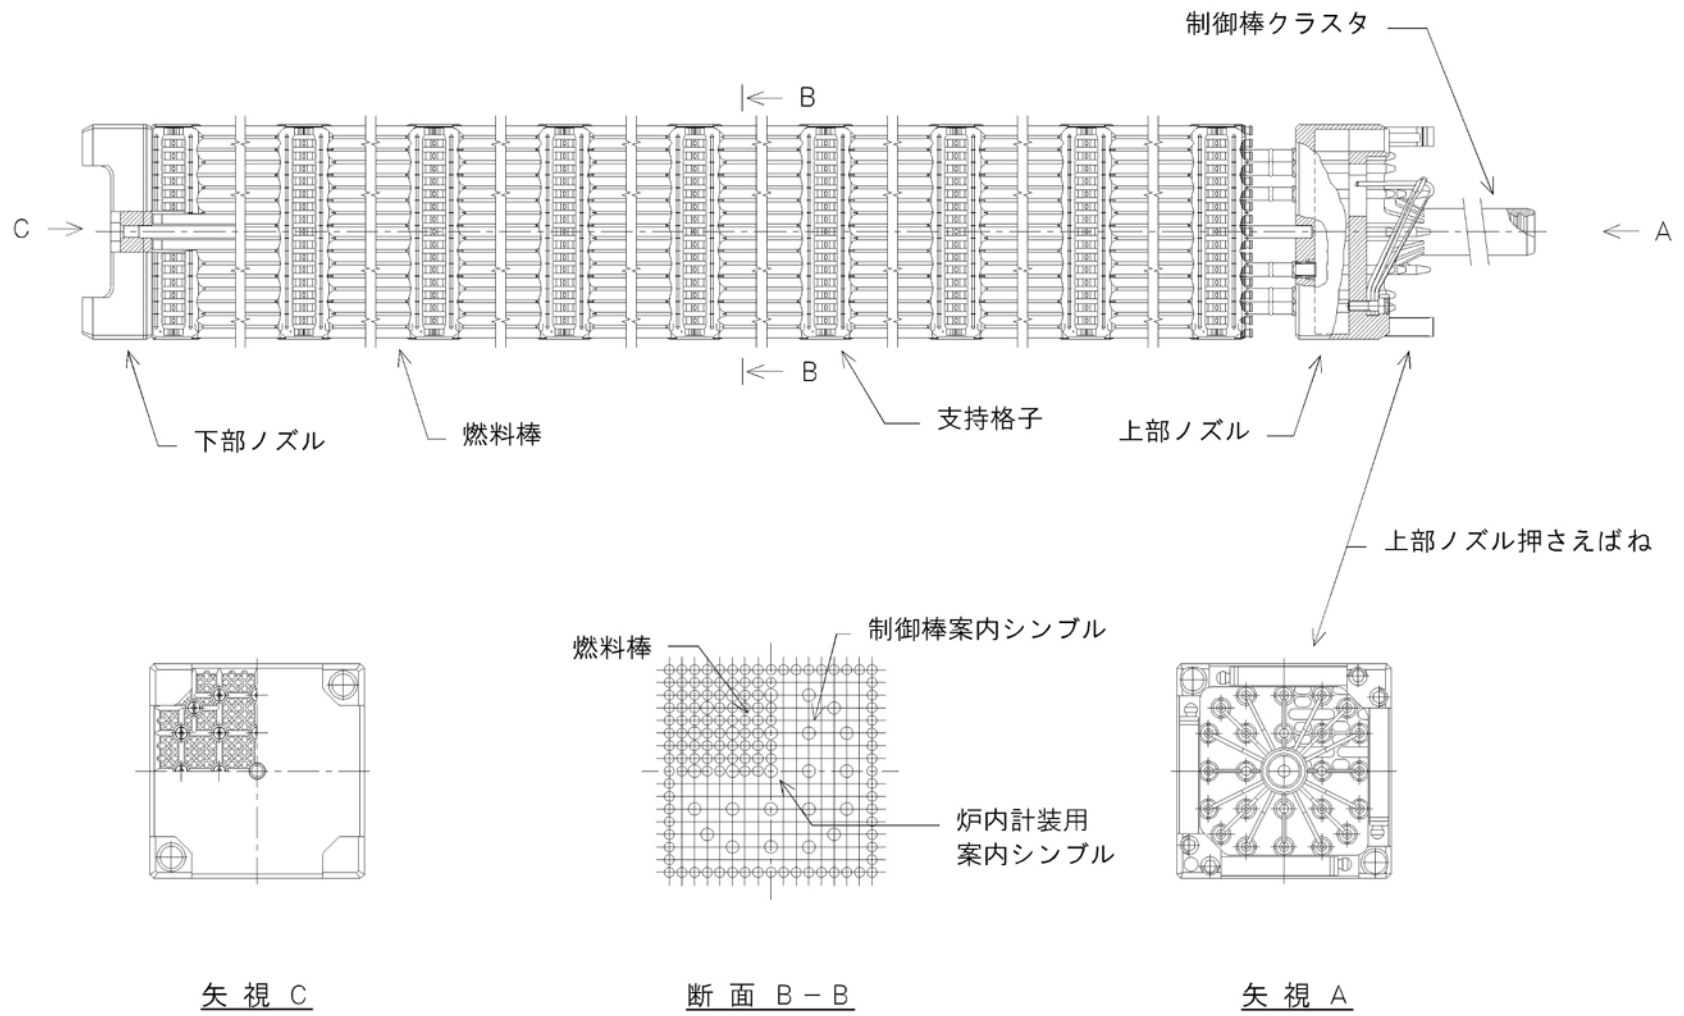 制御棒クラスタ
B
C
A
B
下部ノズル
燃料棒
支持格子
上部ノズル
上部ノズル押さえばね
燃料棒
制御棒案内シンブル
炉内計装用
案内シンブル
矢視 C
断面 B－B
矢視 A